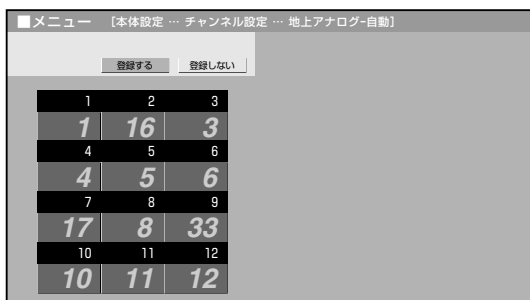 ■メニュー [本体設定 … チャンネル設定 … 地上アナログ-自動]
登録する 登録しない
1 2 3
1 16 3
4 5 6
4 5 6
7 8 9
17 8 33
10 11 12
10 11 12